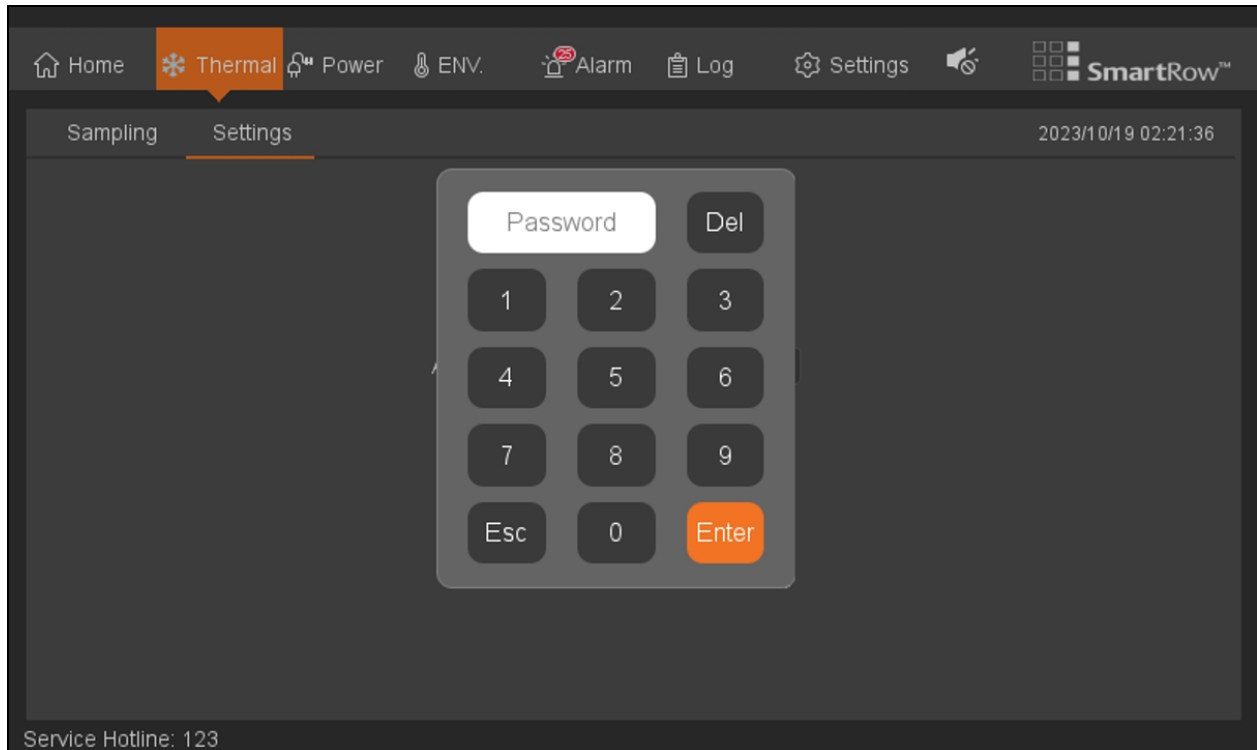 Home Thermal Power ENV. 25 Alarm Log Settings SmartRow™
Sampling Settings 2023/10/19 02:21:36
Password Del
1 2 3
4 5 6
7 8 9
Esc 0 Enter
Service Hotline: 123